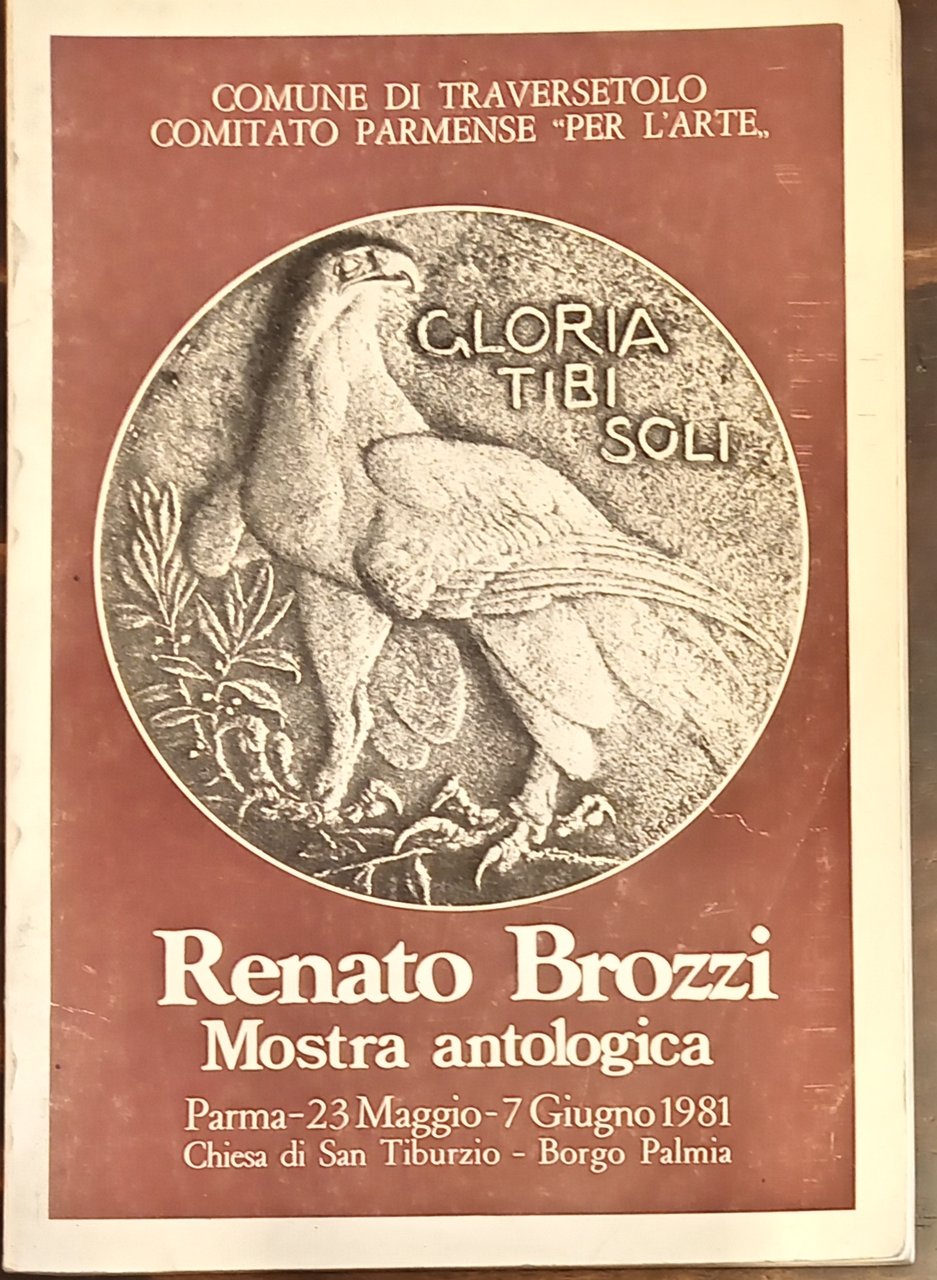 COMUNE DI TRAVERSETOLO
COMITATO PARMENSE “PER L'ARTE„
GLORIA
TIBI
SOLI
Renato Brozzi
Mostra antologica
Parma-23 Maggio-7 Giugno 1981
Chiesa di San Tiburzio - Borgo Palmia